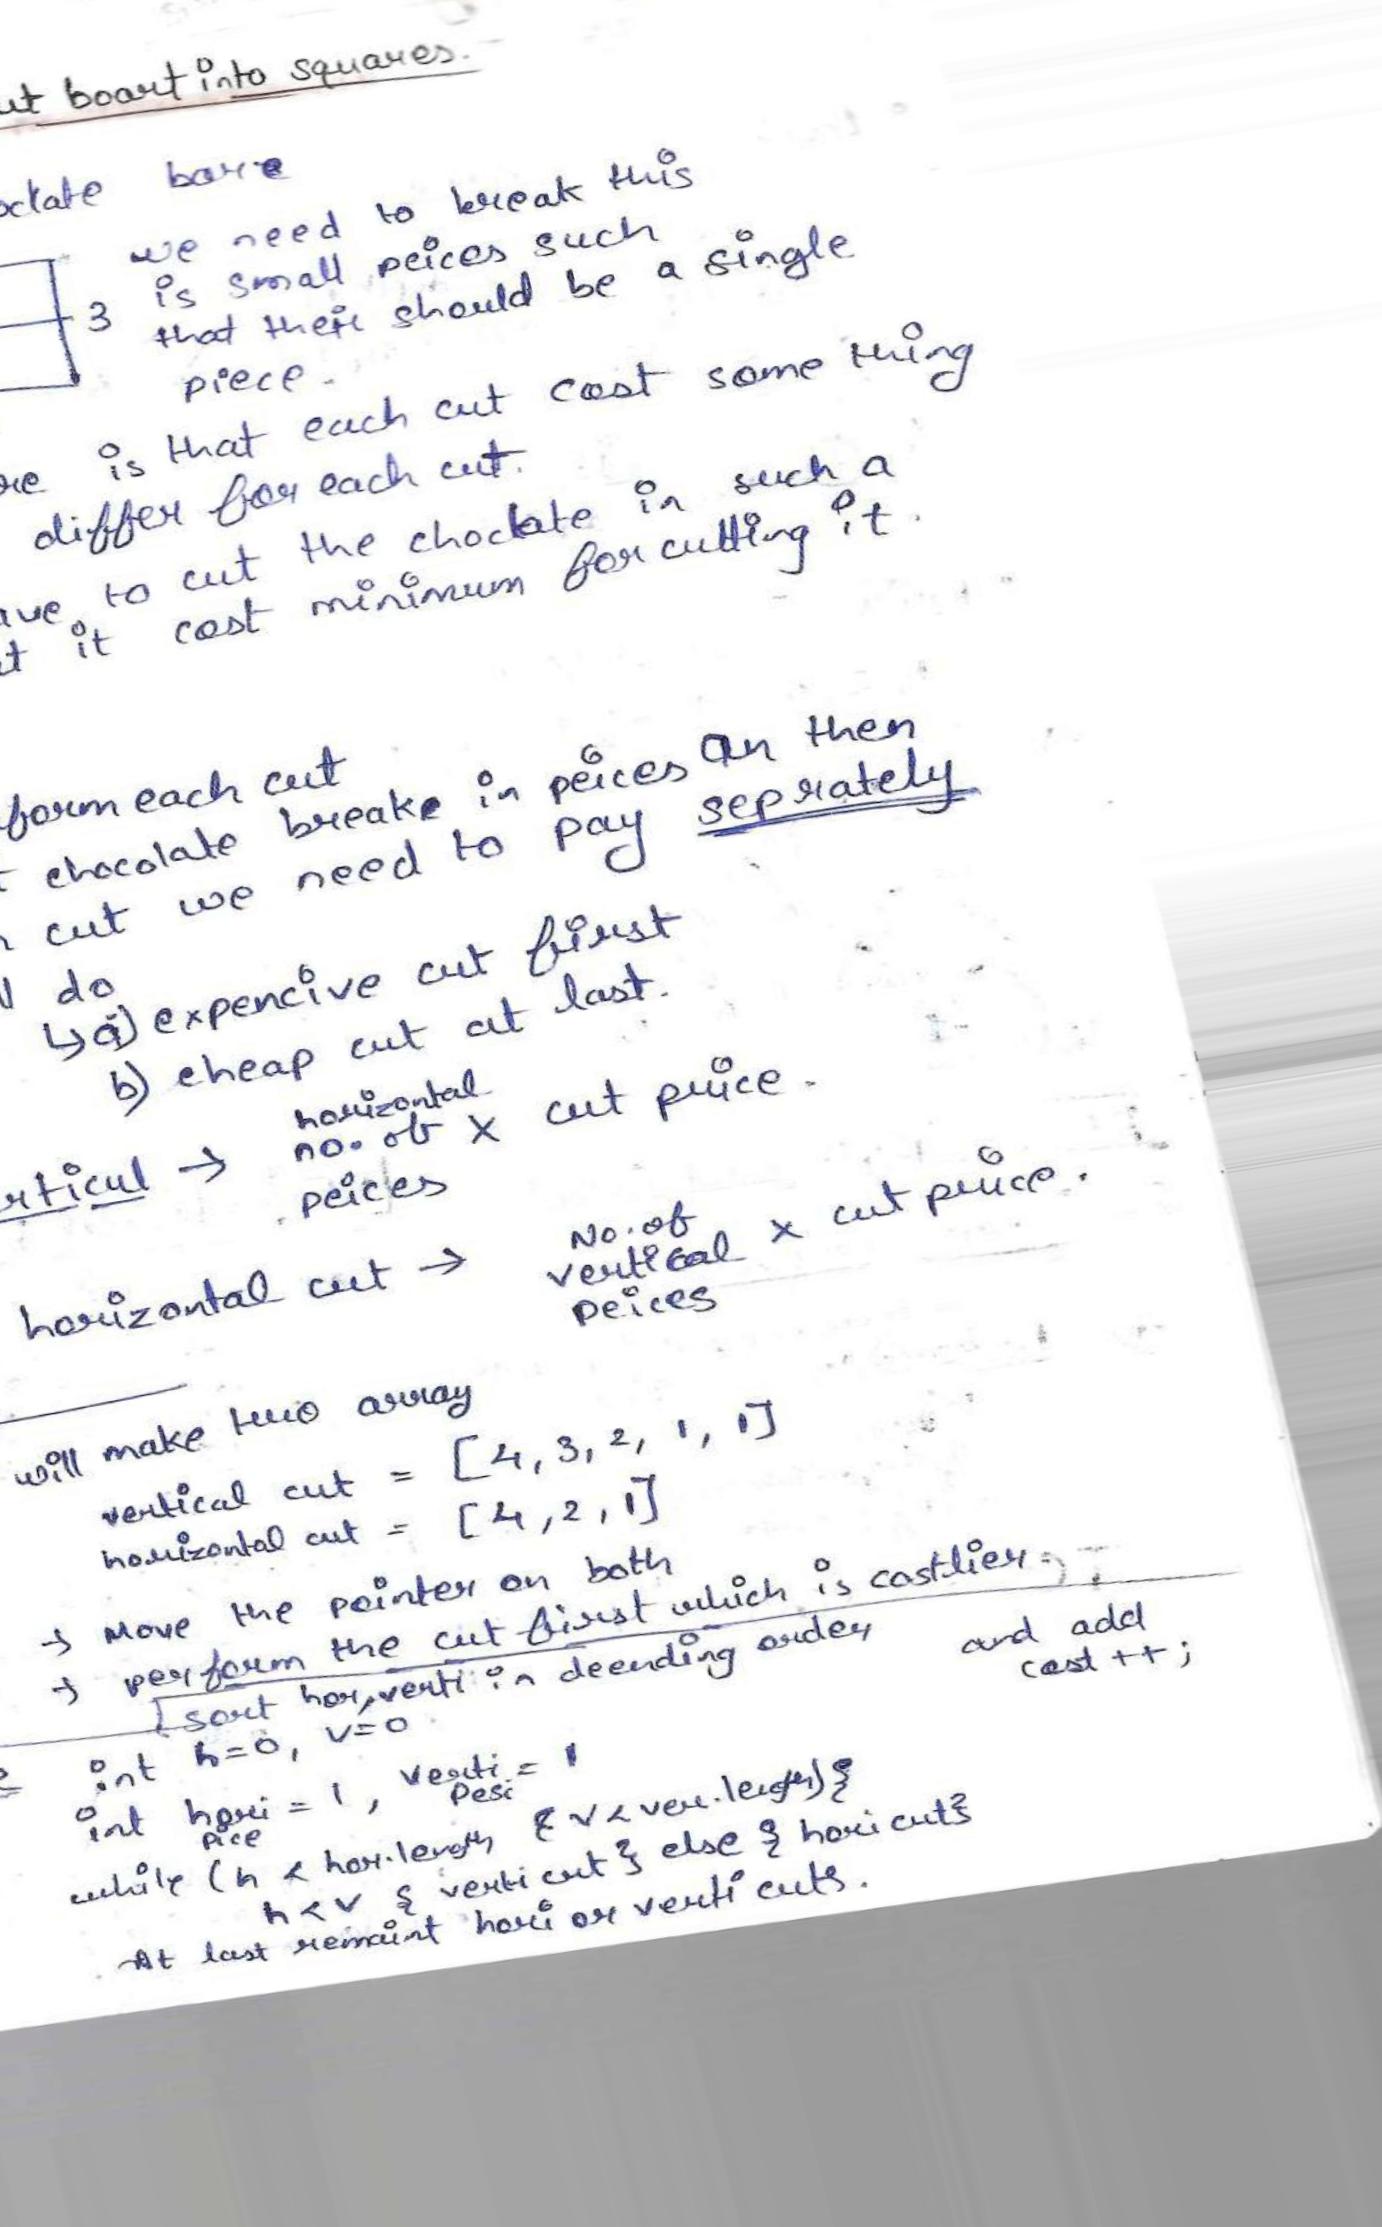 ut boart into squares.
oclate bare
we need to break this
is small peices such
3 that their should be a single
piece.
re is that each cut cost some thing
differ for each cut.
ave to cut the choclate in such a
t it cost minimum for cutting it.
form each cut
t chocolate breake in peices an then
n cut we need to pay seprately
l do
↳ a) expencive cut first
b) cheap cut at last.
rticul → horizontal no. of peices × cut price.
horizontal cut → No. of vertical peices × cut price.
will make two array
vertical cut = [4, 3, 2, 1, 1]
horizontal cut = [4, 2, 1]
→ Move the pointer on both
→ perform the cut first which is costlier
and add cost ++;
sort hor, verti in deending order
int h=0, v=0
int hori pice = 1, verti pesi = 1
while (h < hor.length & v < ver.length) {
h < v { verti cut } else { hori cuts }
At last remaint hori or verti cuts.